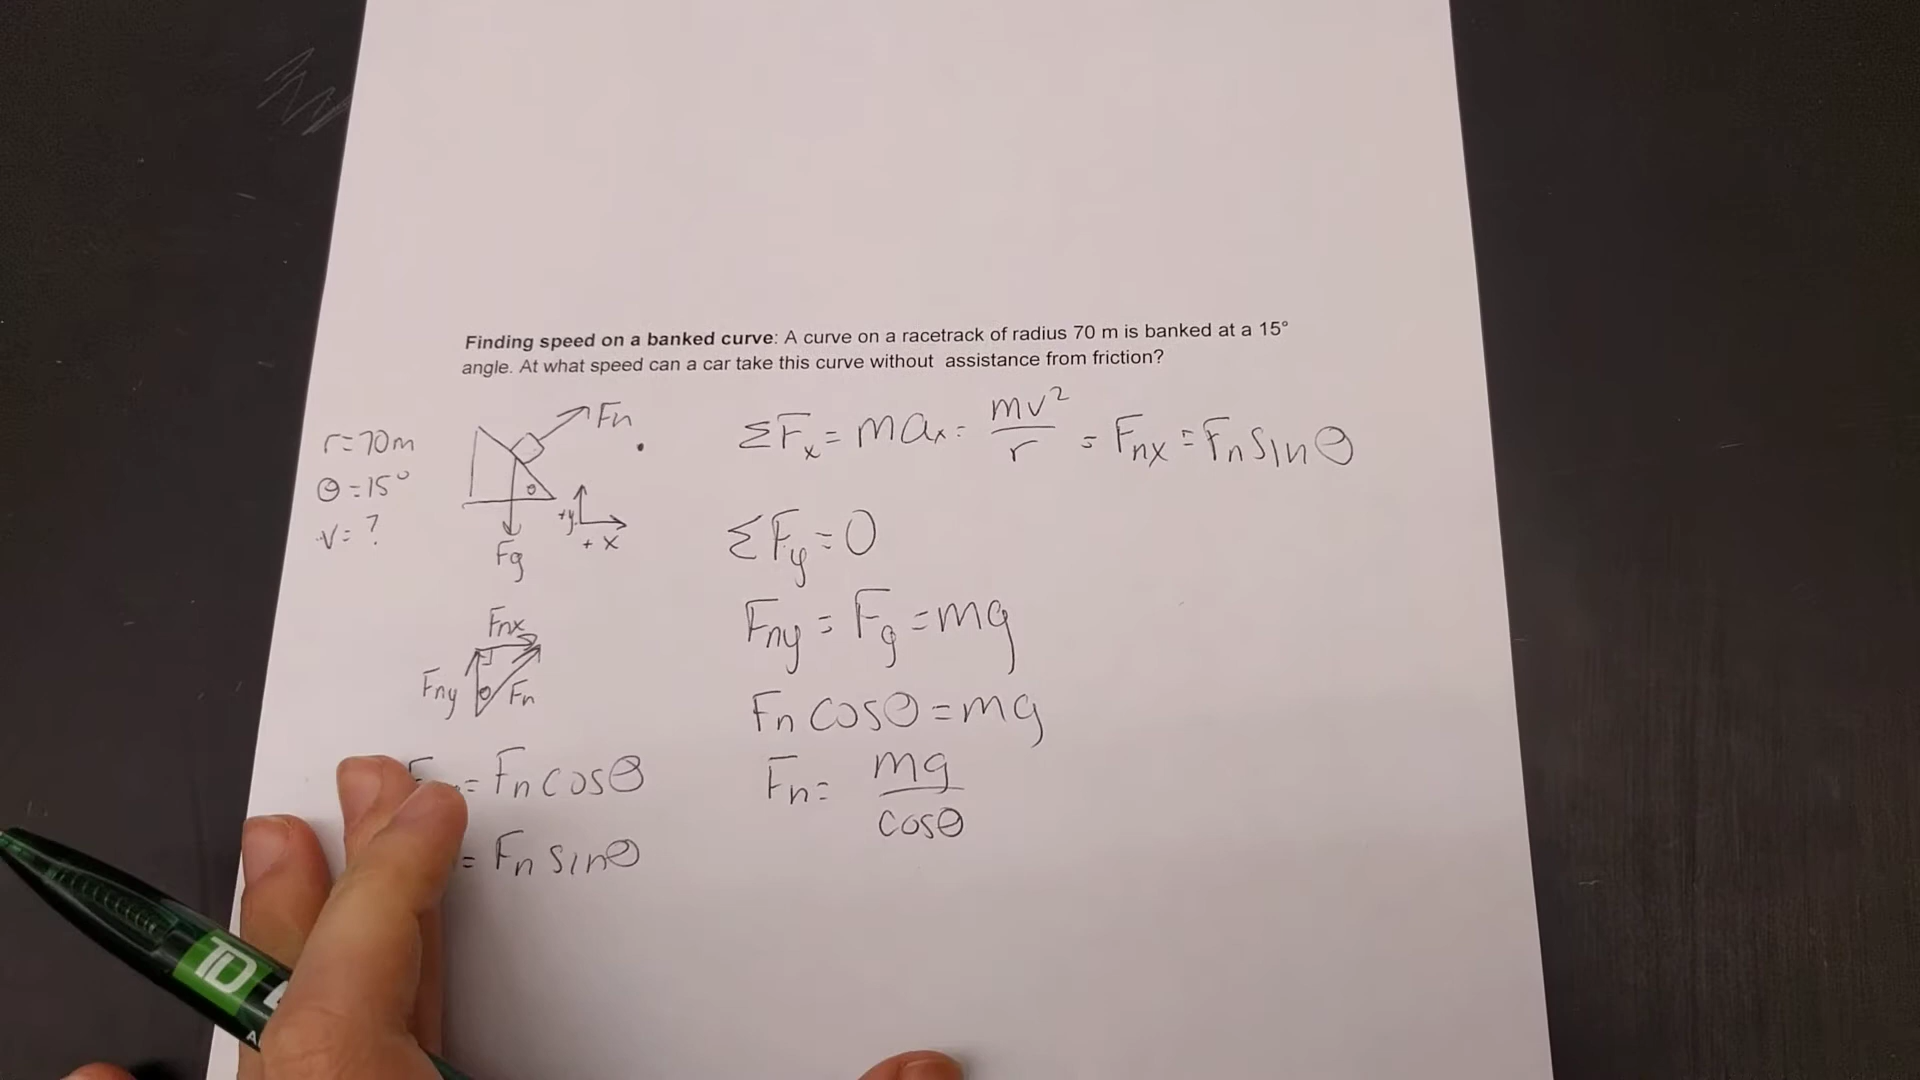 Finding speed on a banked curve: A curve on a racetrack of radius 70 m is banked at a 15°
angle. At what speed can a car take this curve without assistance from friction?
r=70m
θ=15°
v=?
Fn
θ
+y
+x
Fg
Fnx
Fny
θ
Fn
= Fn cosθ
= Fn sinθ
ΣFx = max = mv²/r = Fnx = Fn sinθ
ΣFy = 0
Fny = Fg = mg
Fn cosθ = mg
Fn = mg/cosθ
TD